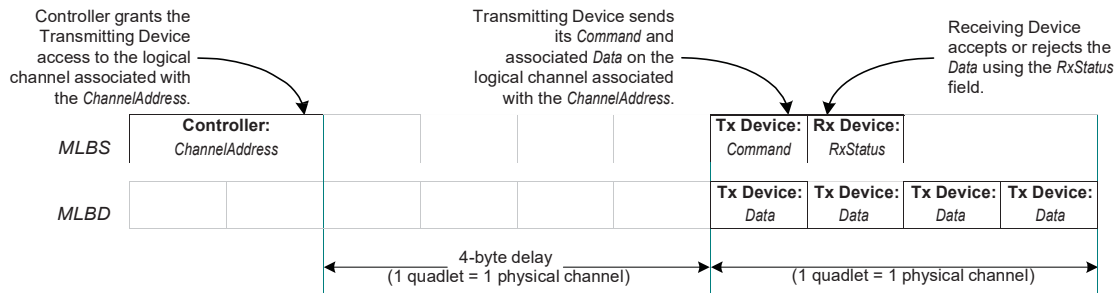 Controller grants the
Transmitting Device
access to the logical
channel associated with
the ChannelAddress.
Transmitting Device sends
its Command and
associated Data on the
logical channel associated
with the ChannelAddress.
Receiving Device
accepts or rejects the
Data using the RxStatus
field.
MLBS
Controller:
ChannelAddress
Tx Device:
Command
Rx Device:
RxStatus
MLBD
Tx Device:
Data
Tx Device:
Data
Tx Device:
Data
Tx Device:
Data
4-byte delay
(1 quadlet = 1 physical channel)
(1 quadlet = 1 physical channel)